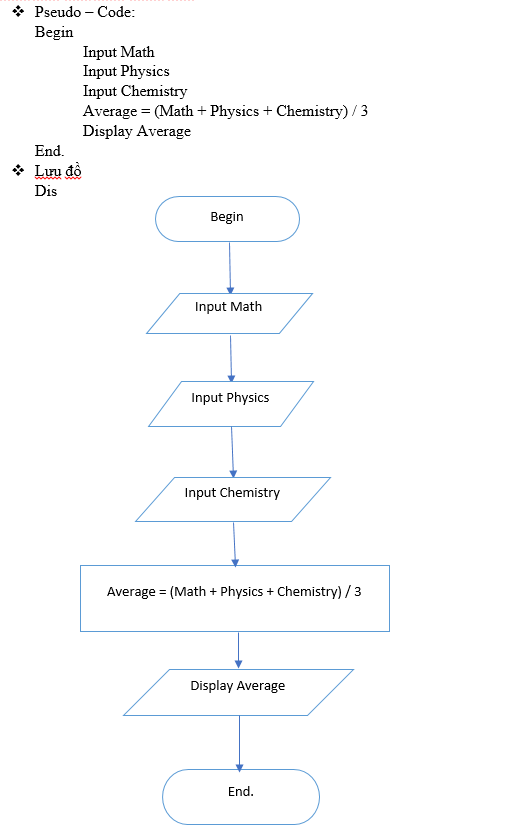 ❖ Pseudo – Code:
Begin
Input Math
Input Physics
Input Chemistry
Average = (Math + Physics + Chemistry) / 3
Display Average
End.
❖ Lưu đồ
Dis
Begin
Input Math
Input Physics
Input Chemistry
Average = (Math + Physics + Chemistry) / 3
Display Average
End.